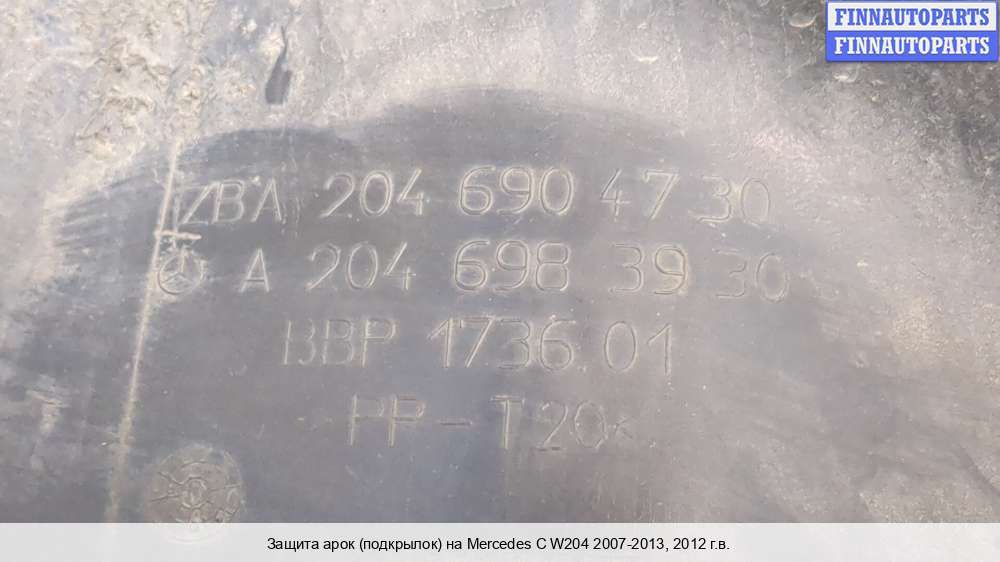 FINNAUTOPARTS
FINNAUTOPARTS
ZBA 204 690 47 30
A 204 698 39 30
BBP 1736.01
PP-T20<
Защита арок (подкрылок) на Mercedes C W204 2007-2013, 2012 г.в.